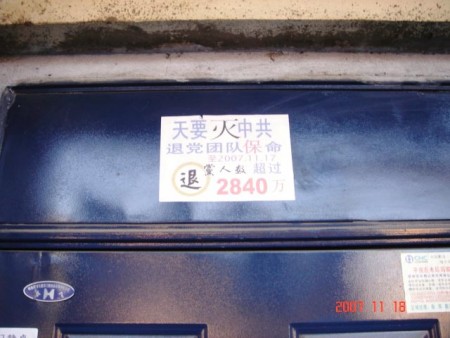 天要灭中共
退党团队保命
至2007.11.17
退党人数超过
2840万
CNC
H
2007 11 18